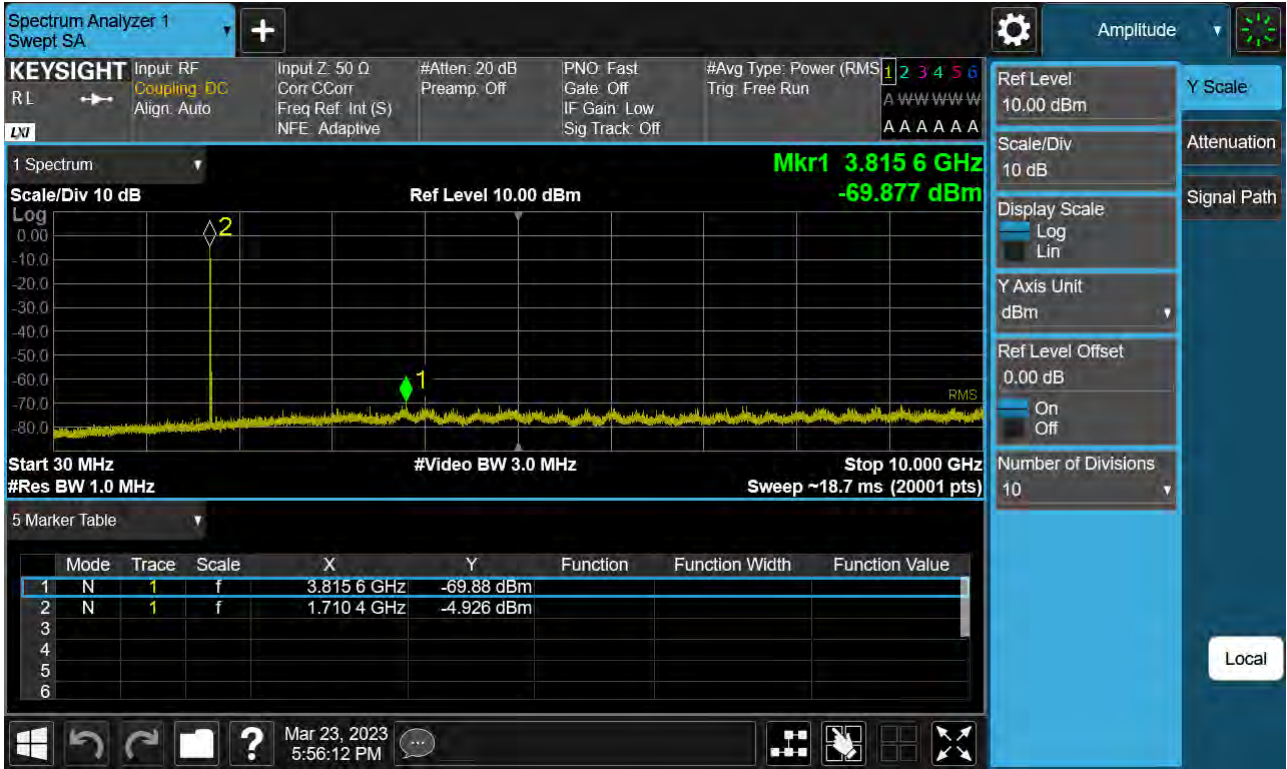 Spectrum Analyzer 1
Swept SA
Amplitude
KEYSIGHT
RL
LXI
Input: RF
Coupling: DC
Align: Auto
Input Z: 50 Ω
Corr CCorr
Freq Ref: Int (S)
NFE: Adaptive
#Atten: 20 dB
Preamp: Off
PNO: Fast
Gate: Off
IF Gain: Low
Sig Track: Off
#Avg Type: Power (RMS
Trig: Free Run
1 2 3 4 5 6
A W W W W W
A A A A A A
1 Spectrum
Mkr1 3.815 6 GHz
-69.877 dBm
Scale/Div 10 dB
Ref Level 10.00 dBm
Log
0.00
-10.0
-20.0
-30.0
-40.0
-50.0
-60.0
-70.0
-80.0
2
1
RMS
Start 30 MHz
#Video BW 3.0 MHz
Stop 10.000 GHz
#Res BW 1.0 MHz
Sweep ~18.7 ms (20001 pts)
5 Marker Table
Mode Trace Scale X Y Function Function Width Function Value
1 N 1 f 3.815 6 GHz -69.88 dBm
2 N 1 f 1.710 4 GHz -4.926 dBm
3
4
5
6
Ref Level
10.00 dBm
Scale/Div
10 dB
Display Scale
Log
Lin
Y Axis Unit
dBm
Ref Level Offset
0.00 dB
On
Off
Number of Divisions
10
Y Scale
Attenuation
Signal Path
Local
?
Mar 23, 2023
5:56:12 PM